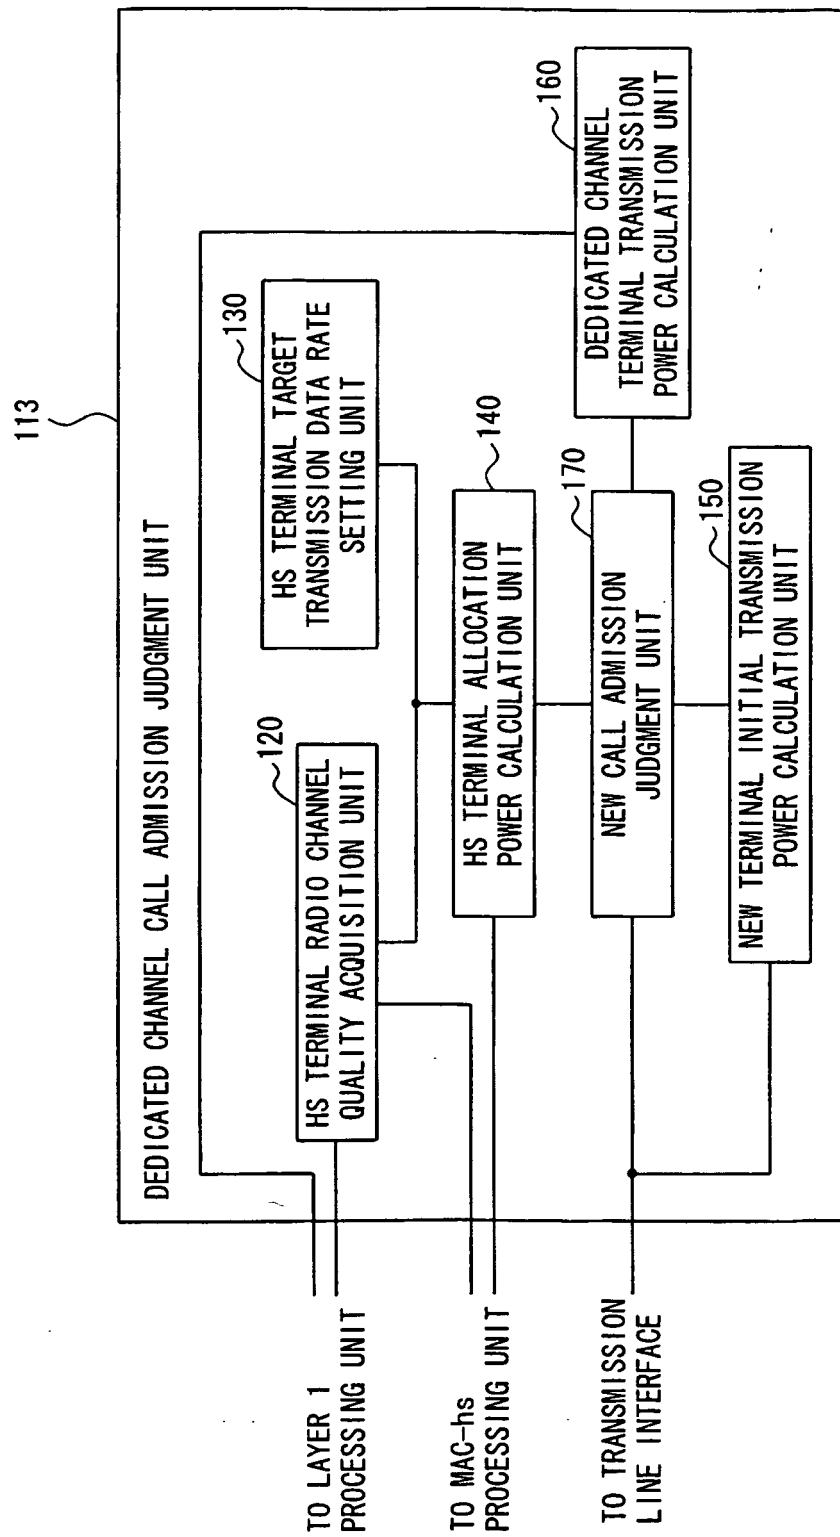 113
DEDICATED CHANNEL CALL ADMISSION JUDGMENT UNIT
120
HS TERMINAL RADIO CHANNEL
QUALITY ACQUISITION UNIT
130
HS TERMINAL TARGET
TRANSMISSION DATA RATE
SETTING UNIT
TO LAYER 1
PROCESSING UNIT
140
HS TERMINAL ALLOCATION
POWER CALCULATION UNIT
TO MAC-hs
PROCESSING UNIT
170
NEW CALL ADMISSION
JUDGMENT UNIT
160
DEDICATED CHANNEL
TERMINAL TRANSMISSION
POWER CALCULATION UNIT
TO TRANSMISSION
LINE INTERFACE
150
NEW TERMINAL INITIAL TRANSMISSION
POWER CALCULATION UNIT